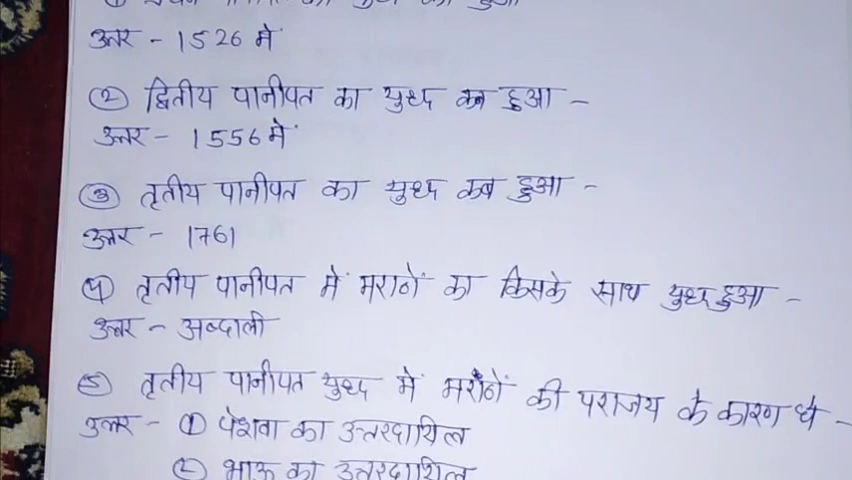 का युद्ध कब हुआ
उत्तर - 1526 में
② द्वितीय पानीपत का युध्द कब हुआ -
उत्तर - 1556 में
③ तृतीय पानीपत का युध्द कब हुआ -
उत्तर - 1761
④ तृतीय पानीपत में मराठों का किसके साथ युध्द हुआ -
उत्तर - अब्दाली
⑤ तृतीय पानीपत युध्द में मराठों की पराजय के कारण थे -
उत्तर - ① पेशवा का उत्तरदायित्व
② भाऊ का उत्तरदायित्व